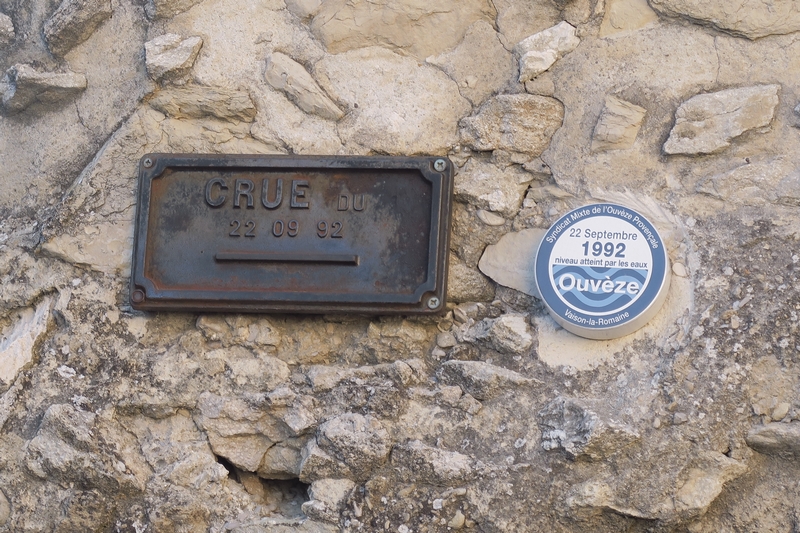 CRUE DU
22 09 92
Syndicat Mixte de l'Ouvèze Provençale
22 Septembre
1992
niveau atteint par les eaux
Ouvèze
Vaison-la-Romaine